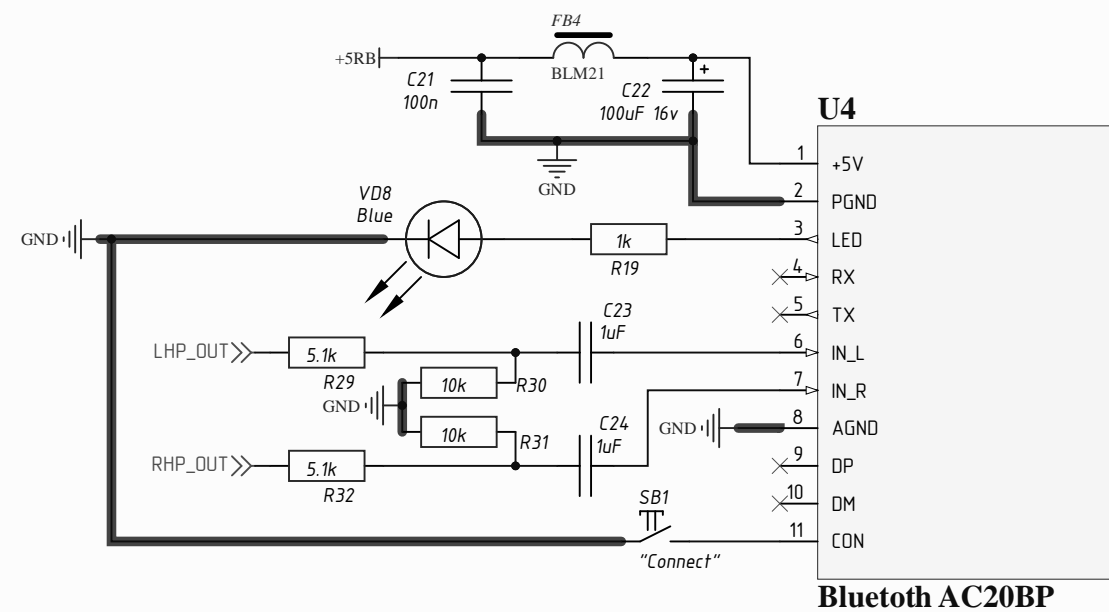 FB4
+5RB
BLM21
C21
100n
C22
100uF 16v
+
U4
1
+5V
GND
2
PGND
VD8
Blue
GND
3
LED
1k
R19
4
RX
5
TX
C23
1uF
LHP_OUT
5.1k
6
IN_L
R29
10k
R30
7
IN_R
GND
C24
1uF
GND
8
AGND
10k
R31
RHP_OUT
5.1k
9
DP
R32
10
DM
SB1
11
CON
"Connect"
Bluetoth AC20BP